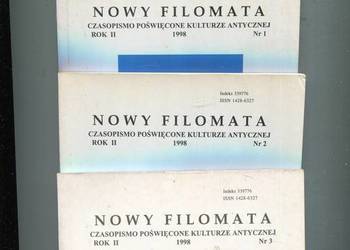 NOWY FILOMATA
CZASOPISMO POŚWIĘCONE KULTURZE ANTYCZNEJ
ROK II 1998 Nr 1
Indeks 339776
ISSN 1428-6327
NOWY FILOMATA
CZASOPISMO POŚWIĘCONE KULTURZE ANTYCZNEJ
ROK II 1998 Nr 2
Indeks 339776
ISSN 1428-6327
NOWY FILOMATA
CZASOPISMO POŚWIĘCONE KULTURZE ANTYCZNEJ
ROK II 1998 Nr 3